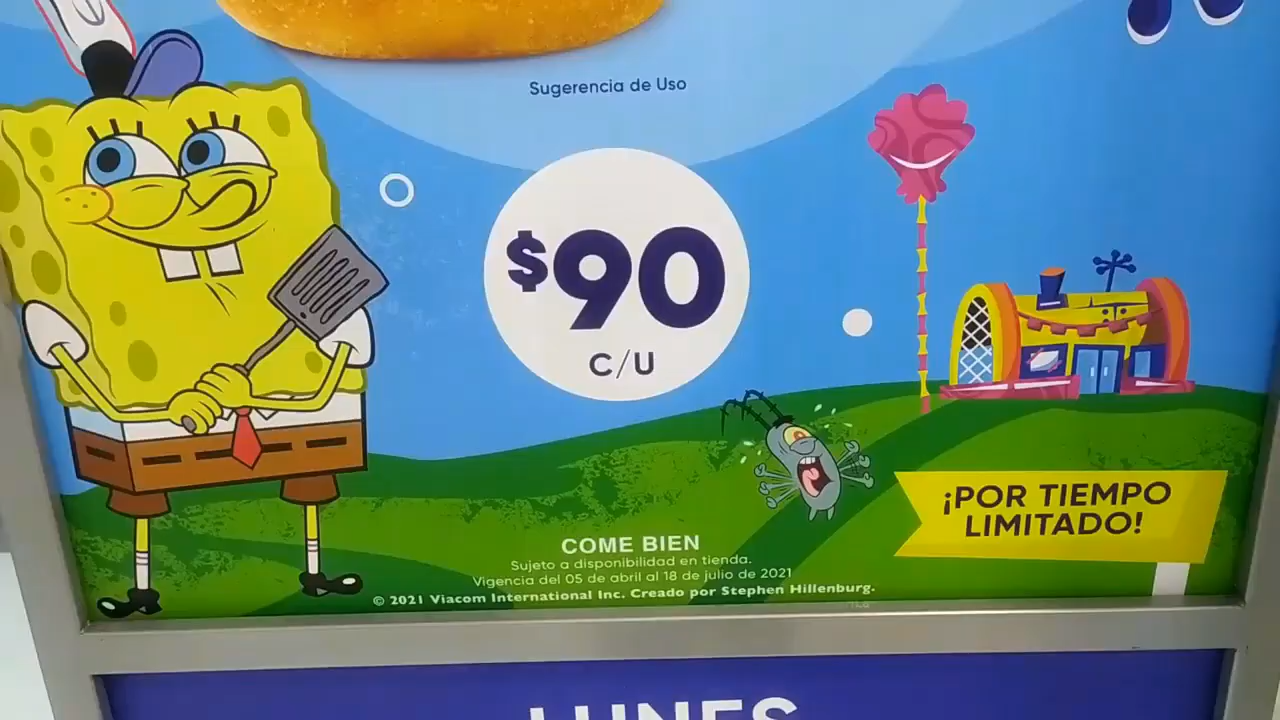 Sugerencia de Uso
$90
C/U
¡POR TIEMPO
LIMITADO!
COME BIEN
Sujeto a disponibilidad en tienda.
Vigencia del 05 de abril al 18 de julio de 2021
© 2021 Viacom International Inc. Creado por Stephen Hillenburg.
LUNES